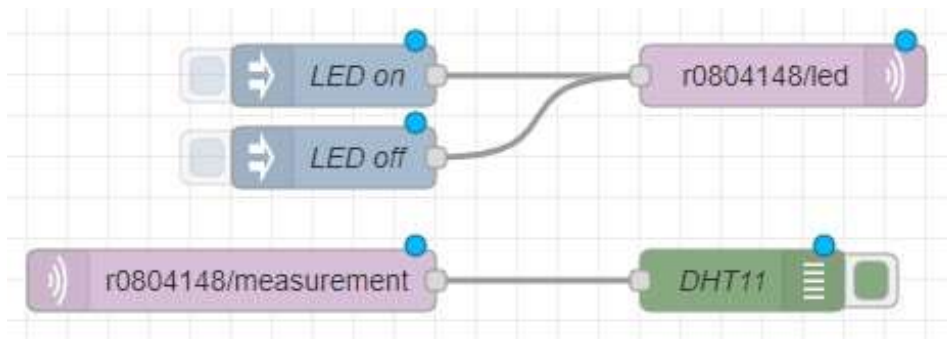 LED on
r0804148/led
LED off
r0804148/measurement
DHT11